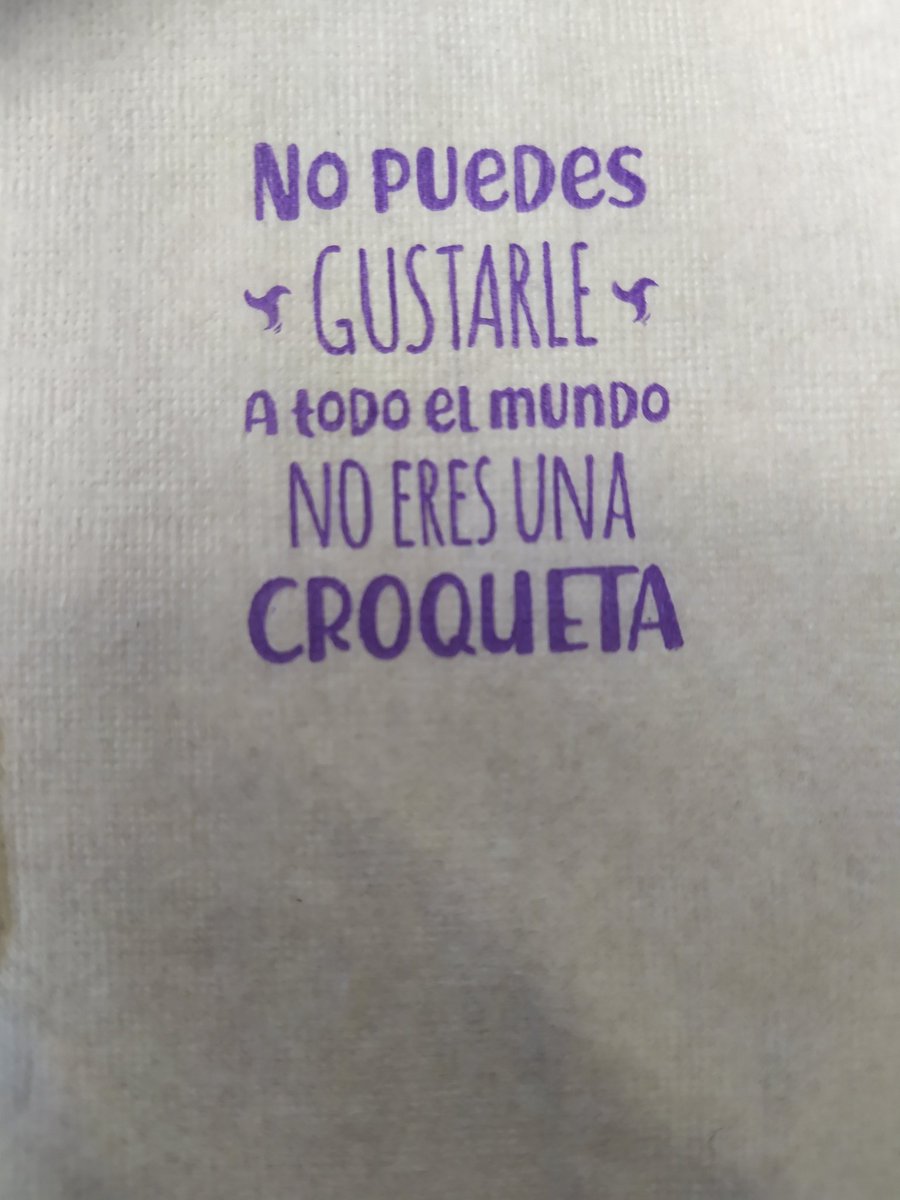 No puedes
GUSTARLE
A todo el mundo
NO ERES UNA
CROQUETA